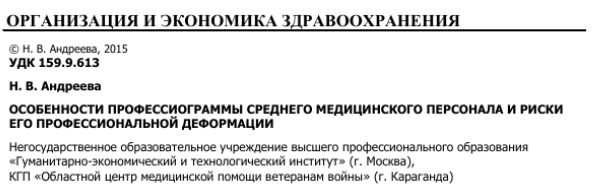 ОРГАНИЗАЦИЯ И ЭКОНОМИКА ЗДРАВООХРАНЕНИЯ
© Н. В. Андреева, 2015
УДК 159.9.613
Н. В. Андреева
ОСОБЕННОСТИ ПРОФЕССИОГРАММЫ СРЕДНЕГО МЕДИЦИНСКОГО ПЕРСОНАЛА И РИСКИ
ЕГО ПРОФЕССИОНАЛЬНОЙ ДЕФОРМАЦИИ
Негосударственное образовательное учреждение высшего профессионального образования
«Гуманитарно-экономический и технологический институт» (г. Москва),
КГП «Областной центр медицинской помощи ветеранам войны» (г. Караганда)